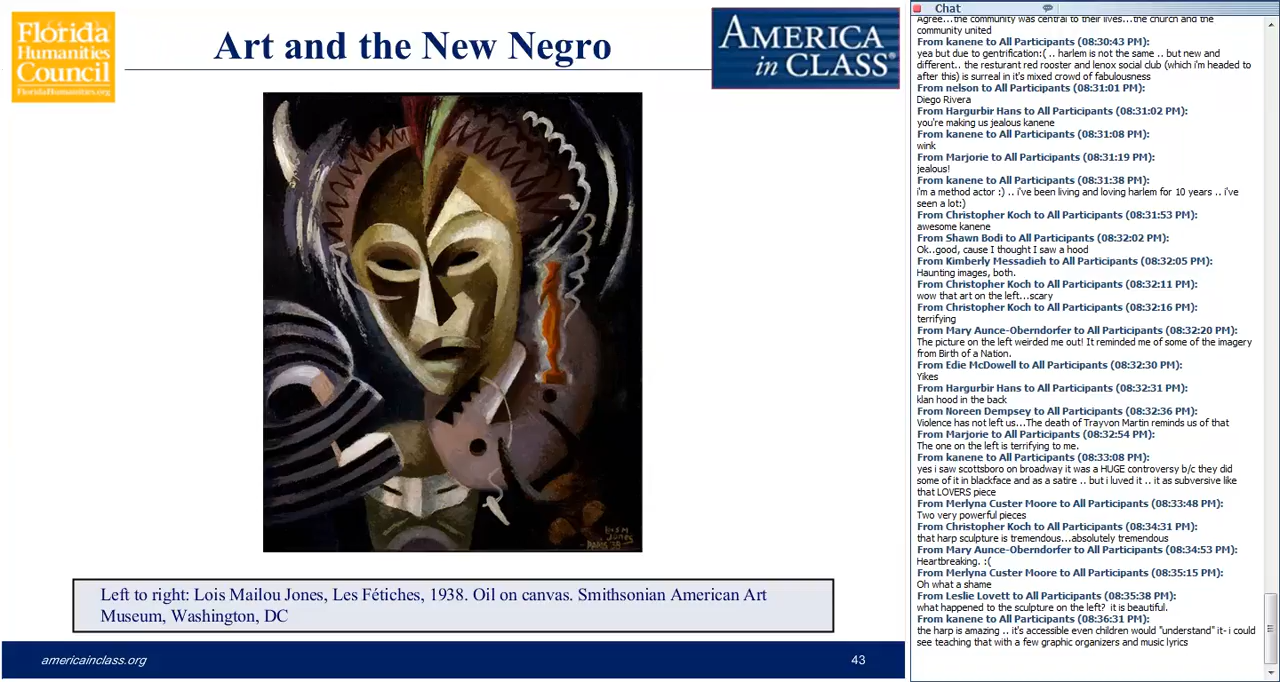 Florida
Humanities
Council
FloridaHumanities.org
Art and the New Negro
AMERICA
in CLASS®
LOIS M
JONES
PARIS '38
Left to right: Lois Mailou Jones, Les Fétiches, 1938. Oil on canvas. Smithsonian American Art
Museum, Washington, DC
americainclass.org
43
Chat
Agree...the community was central to their lives...the church and the
community united
From kanene to All Participants (08:30:43 PM):
yea but due to gentrification:( .. harlem is not the same .. but new and
different.. the resturant red rooster and lenox social club (which i'm headed to
after this) is surreal in it's mixed crowd of fabulousness
From nelson to All Participants (08:31:01 PM):
Diego Rivera
From Hargurbir Hans to All Participants (08:31:02 PM):
you're making us jealous kanene
From kanene to All Participants (08:31:08 PM):
wink
From Marjorie to All Participants (08:31:19 PM):
jealous!
From kanene to All Participants (08:31:38 PM):
i'm a method actor :) .. i've been living and loving harlem for 10 years .. i've
seen a lot:)
From Christopher Koch to All Participants (08:31:53 PM):
awesome kanene
From Shawn Bodi to All Participants (08:32:02 PM):
Ok..good, cause I thought I saw a hood
From Kimberly Messadieh to All Participants (08:32:05 PM):
Haunting images, both.
From Christopher Koch to All Participants (08:32:11 PM):
wow that art on the left...scary
From Christopher Koch to All Participants (08:32:16 PM):
terrifying
From Mary Aunce-Oberndorfer to All Participants (08:32:20 PM):
The picture on the left weirded me out! It reminded me of some of the imagery
from Birth of a Nation.
From Edie McDowell to All Participants (08:32:30 PM):
Yikes
From Hargurbir Hans to All Participants (08:32:31 PM):
klan hood in the back
From Noreen Dempsey to All Participants (08:32:36 PM):
Violence has not left us...The death of Trayvon Martin reminds us of that
From Marjorie to All Participants (08:32:54 PM):
The one on the left is terrifying to me.
From kanene to All Participants (08:33:08 PM):
yes i saw scottsboro on broadway it was a HUGE controversy b/c they did
some of it in blackface and as a satire .. but i luved it .. it as subversive like
that LOVERS piece
From Merlyna Custer Moore to All Participants (08:33:48 PM):
Two very powerful pieces
From Christopher Koch to All Participants (08:34:31 PM):
that harp sculpture is tremendous...absolutely tremendous
From Mary Aunce-Oberndorfer to All Participants (08:34:53 PM):
Heartbreaking. :(
From Merlyna Custer Moore to All Participants (08:35:15 PM):
Oh what a shame
From Leslie Lovett to All Participants (08:35:38 PM):
what happened to the sculpture on the left? it is beautiful.
From kanene to All Participants (08:36:31 PM):
the harp is amazing .. it's accessible even children would "understand" it- i could
see teaching that with a few graphic organizers and music lyrics